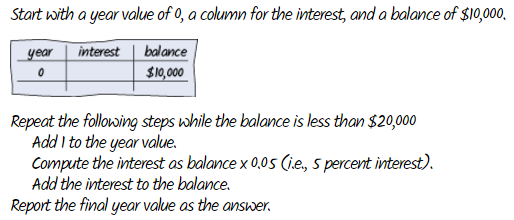 Start with a year value of 0, a column for the interest, and a balance of $10,000.
year interest balance
0 $10,000
Repeat the following steps while the balance is less than $20,000
Add 1 to the year value.
Compute the interest as balance x 0.05 (i.e., 5 percent interest).
Add the interest to the balance.
Report the final year value as the answer.